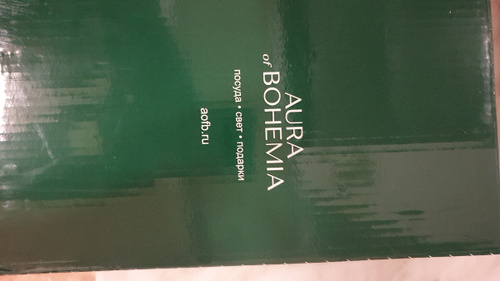 AURA
of BOHEMIA
посуда • свет • подарки
aofb.ru